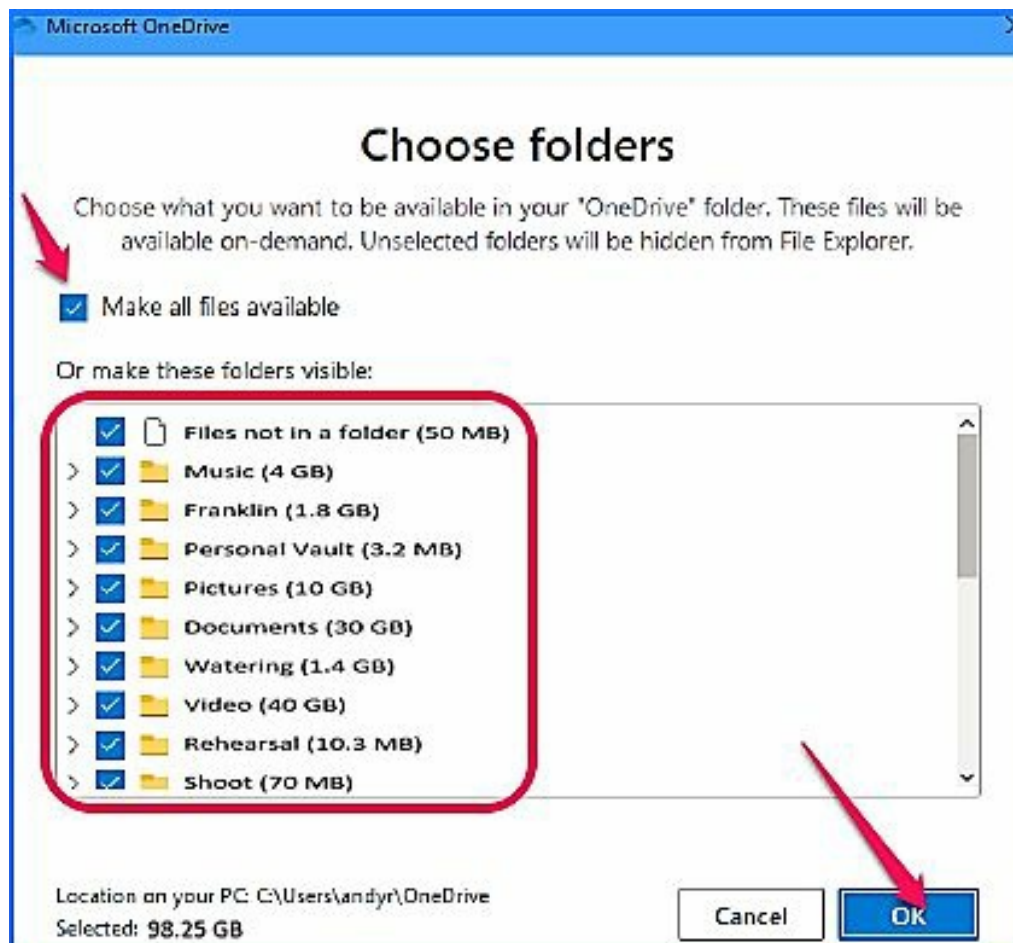 Microsoft OneDrive
Choose folders
Choose what you want to be available in your "OneDrive" folder. These files will be
available on-demand. Unselected folders will be hidden from File Explorer.
Make all files available
Or make these folders visible:
Files not in a folder (50 MB)
Music (4 GB)
Franklin (1.8 GB)
Personal Vault (3.2 MB)
Pictures (10 GB)
Documents (30 GB)
Watering (1.4 GB)
Video (40 GB)
Rehearsal (10.3 MB)
Shoot (70 MB)
Location on your PC: C:\Users\andyr\OneDrive
Selected: 98.25 GB
Cancel
OK